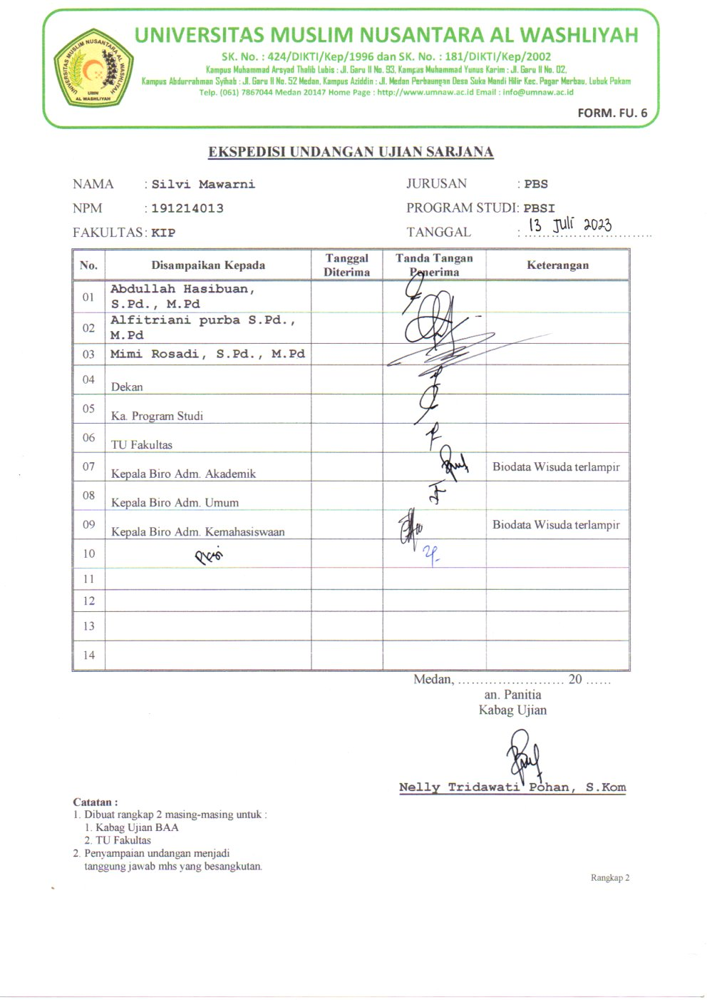 UNIVERSITAS MUSLIM NUSANTARA AL WASHLIYAH
SK. No. : 424/DIKTI/Kep/1996 dan SK. No. : 181/DIKTI/Kep/2002
Kampus Muhammad Arsyad Thalib Lubis : Jl. Garu II No. 93, Kampus Muhammad Yunus Karim : Jl. Garu II No. 02,
Kampus Abdurrahman Syihab : Jl. Garu II No. 52 Medan, Kampus Aziddin : Jl. Medan Perbaungan Desa Suka Mandi Hilir Kec. Pagar Merbau, Lubuk Pakam
Telp. (061) 7867044 Medan 20147 Home Page : http://www.umnaw.ac.id Email : info@umnaw.ac.id
UNIVERSITAS MUSLIM NUSANTARA AL WASHLIYAH
UMN
AL WASHLIYAH
FORM. FU. 6
EKSPEDISI UNDANGAN UJIAN SARJANA
NAMA : Silvi Mawarni JURUSAN : PBS
NPM : 191214013 PROGRAM STUDI: PBSI
FAKULTAS : KIP TANGGAL : 13 Juli 2023
No. Disampaikan Kepada Tanggal Diterima Tanda Tangan Penerima Keterangan
01 Abdullah Hasibuan,
S.Pd., M.Pd
02 Alfitriani purba S.Pd.,
M.Pd
03 Mimi Rosadi, S.Pd., M.Pd
04 Dekan
05 Ka. Program Studi
06 TU Fakultas
07 Kepala Biro Adm. Akademik Biodata Wisuda terlampir
08 Kepala Biro Adm. Umum
09 Kepala Biro Adm. Kemahasiswaan Biodata Wisuda terlampir
10
11
12
13
14
Medan, ........................ 20 ......
an. Panitia
Kabag Ujian
Nelly Tridawati Pohan, S.Kom
Catatan :
1. Dibuat rangkap 2 masing-masing untuk :
1. Kabag Ujian BAA
2. TU Fakultas
2. Penyampaian undangan menjadi
tanggung jawab mhs yang besangkutan.
Rangkap 2